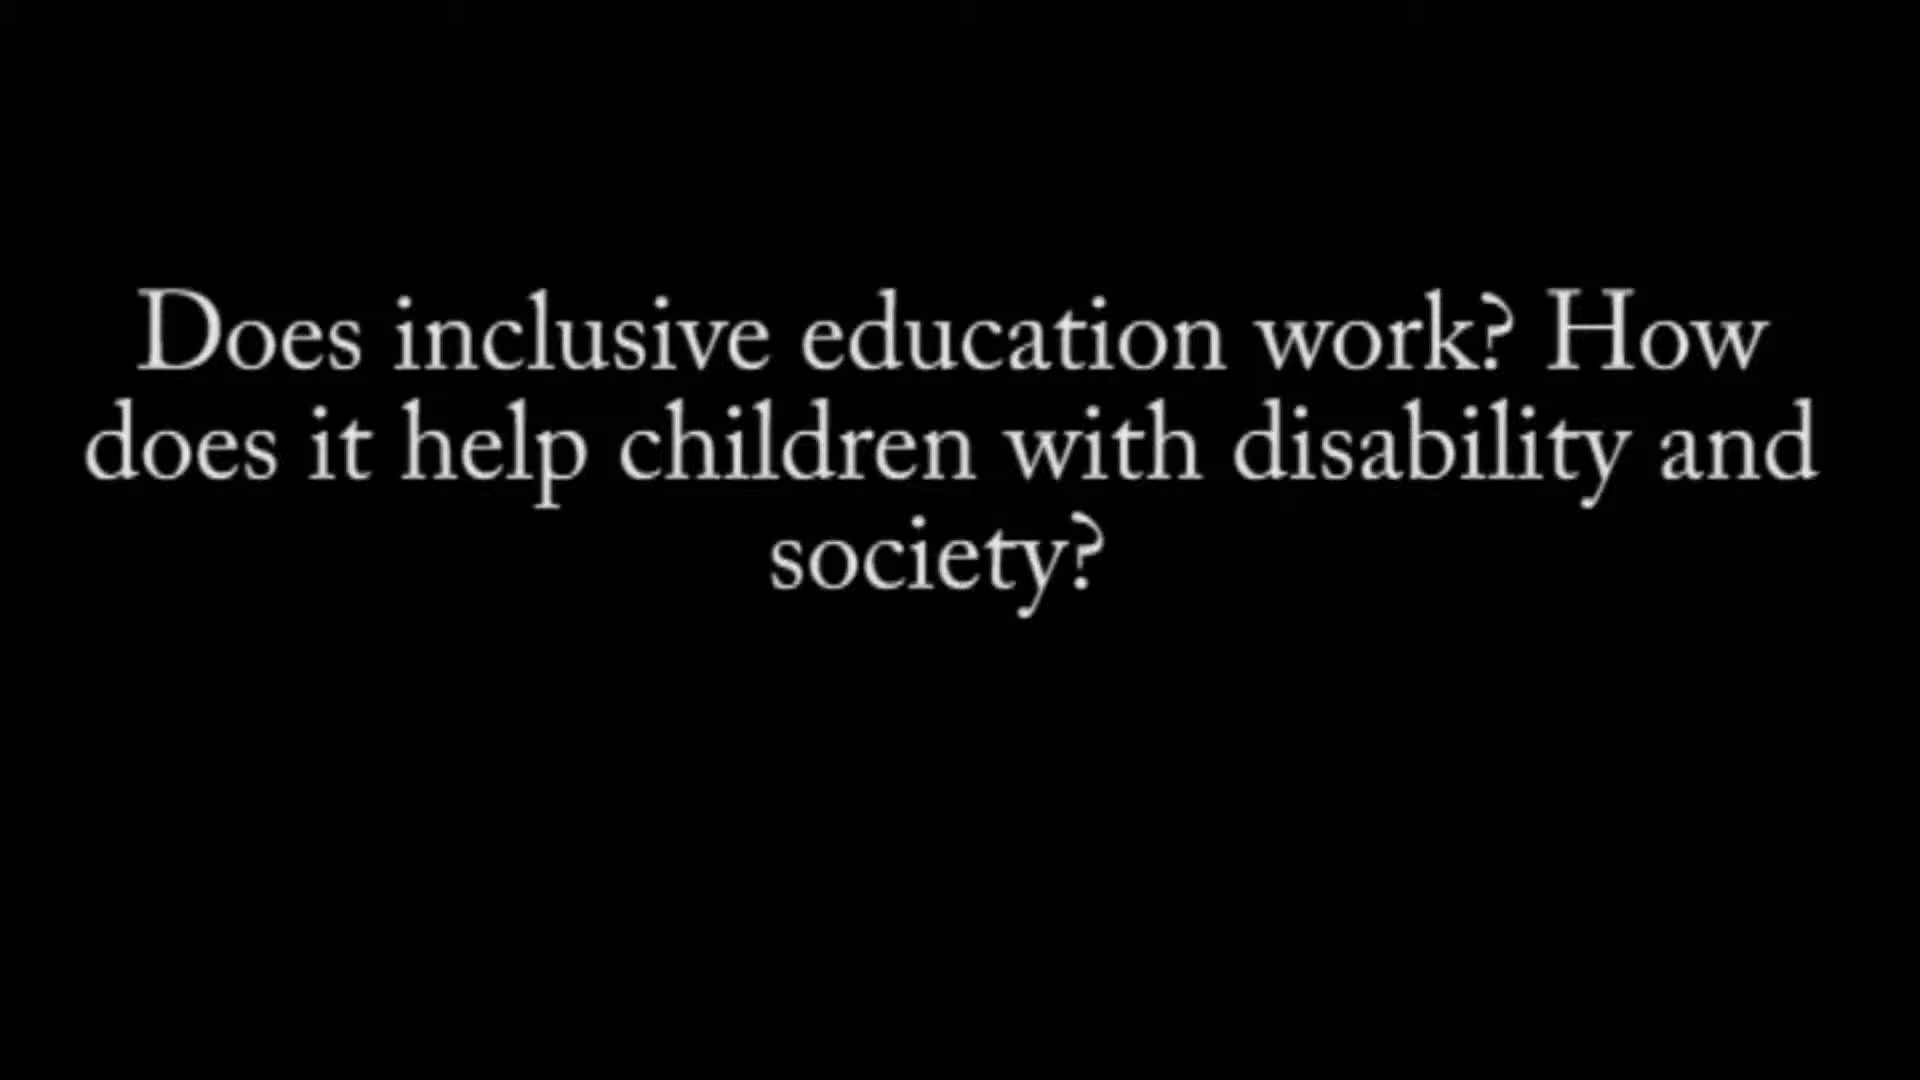 Does inclusive education work? How
does it help children with disability and
society?